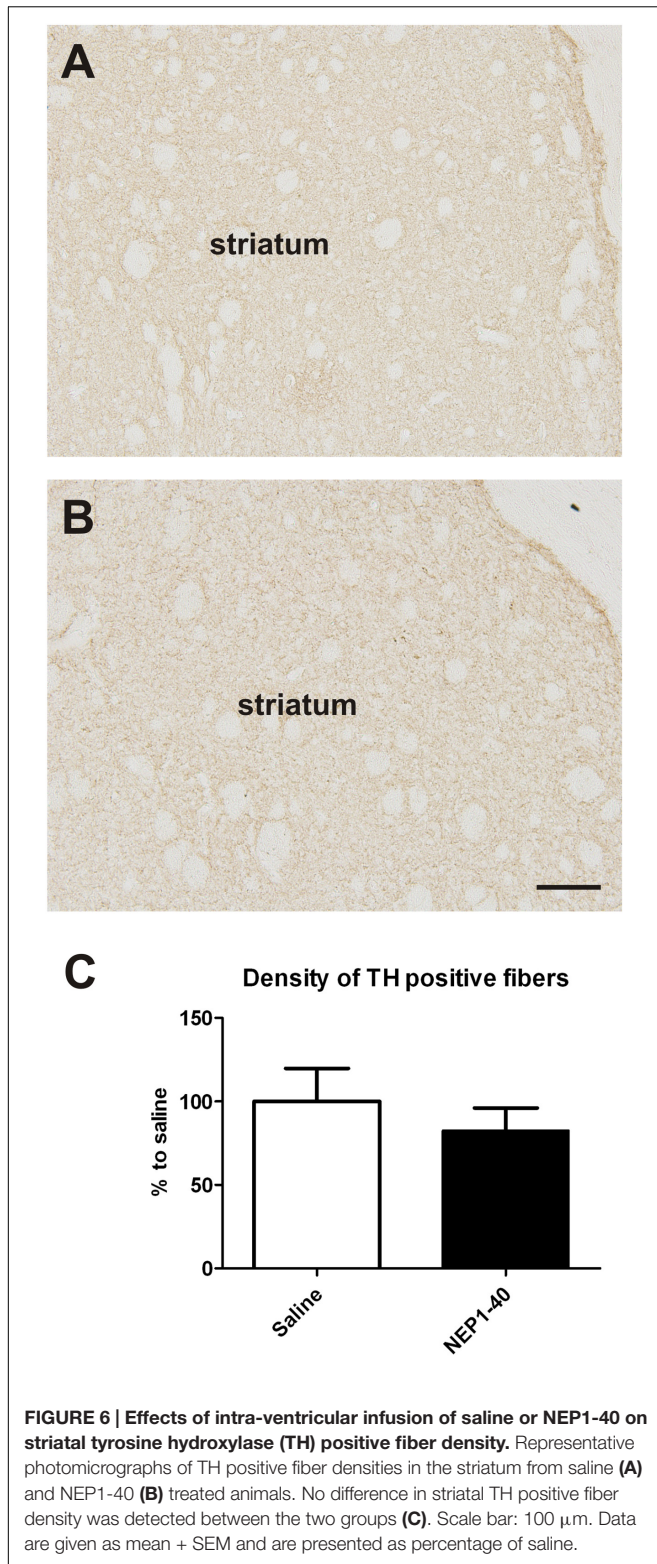 A
striatum
B
striatum
C
Density of TH positive fibers
150
100
50
0
% to saline
Saline
NEP1-40
FIGURE 6 | Effects of intra-ventricular infusion of saline or NEP1-40 on
striatal tyrosine hydroxylase (TH) positive fiber density. Representative
photomicrographs of TH positive fiber densities in the striatum from saline (A)
and NEP1-40 (B) treated animals. No difference in striatal TH positive fiber
density was detected between the two groups (C). Scale bar: 100 μm. Data
are given as mean + SEM and are presented as percentage of saline.